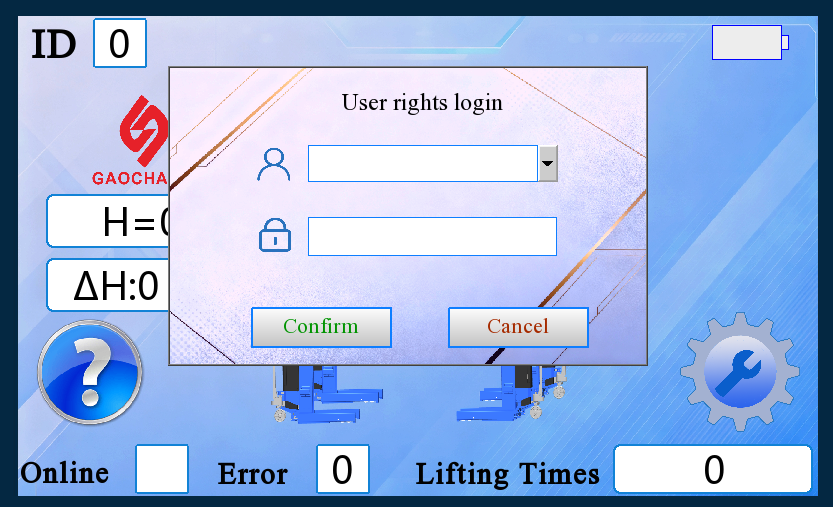 ID 0
User rights login
GAOCHA
H=0
ΔH:0
Confirm
Cancel
?
Online
Error 0
Lifting Times 0